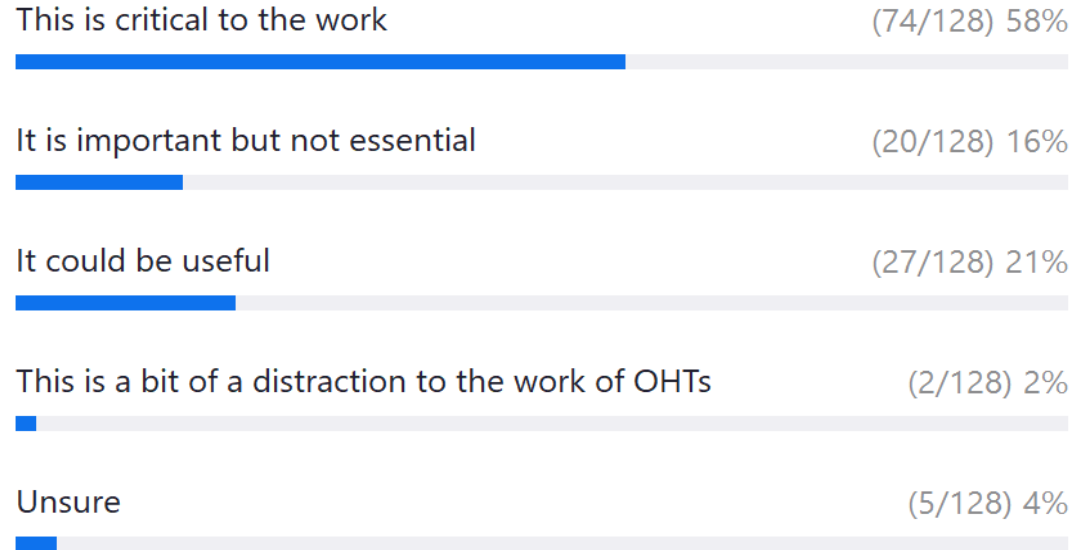 This is critical to the work (74/128) 58%
It is important but not essential (20/128) 16%
It could be useful (27/128) 21%
This is a bit of a distraction to the work of OHTs (2/128) 2%
Unsure (5/128) 4%